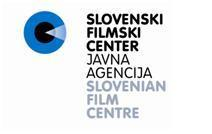 SLOVENSKI
FILMSKI
CENTER
JAVNA
AGENCIJA
SLOVENIAN
FILM
CENTRE